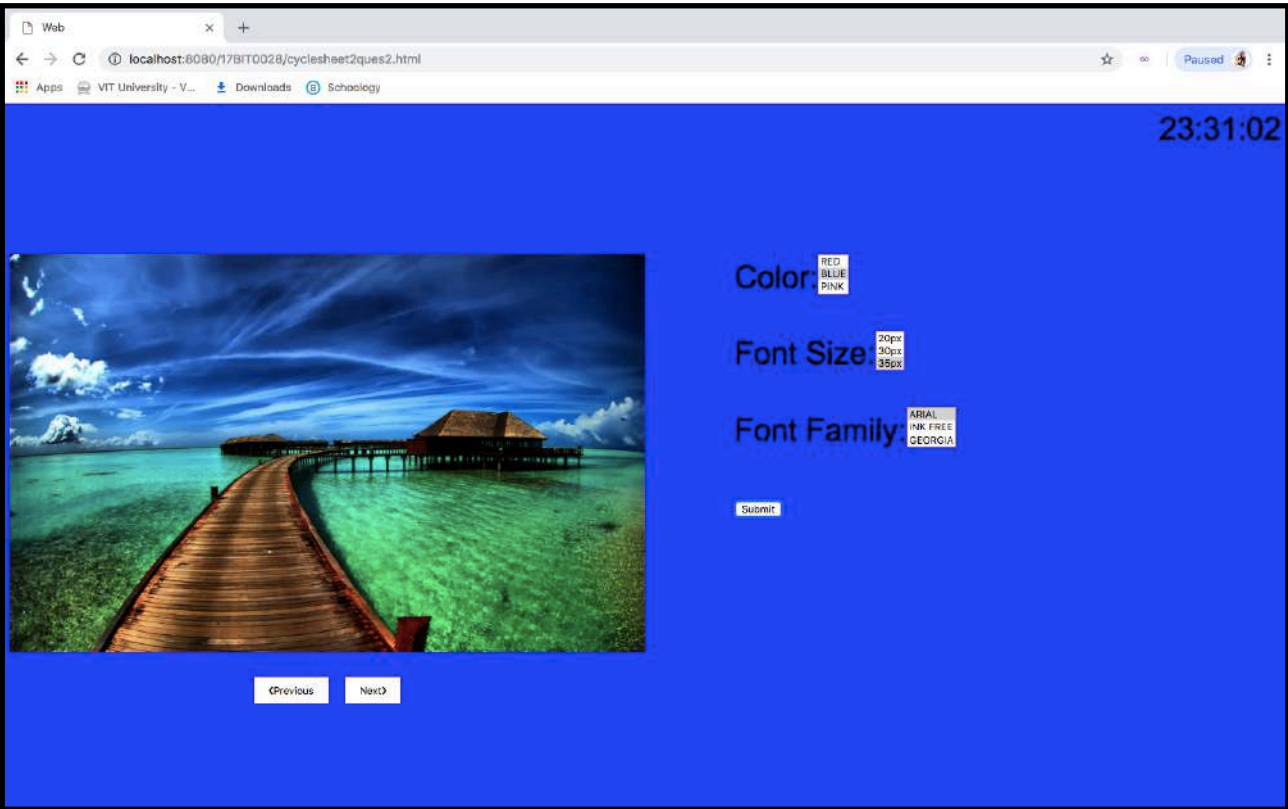 Web
localhost:8080/17BIT0028/cyclesheet2ques2.html
Paused
Apps VIT University - V... Downloads Schoology
23:31:02
Color:
RED
BLUE
PINK
Font Size:
20px
30px
35px
Font Family:
ARIAL
INK FREE
GEORGIA
Submit
❮Previous Next❯